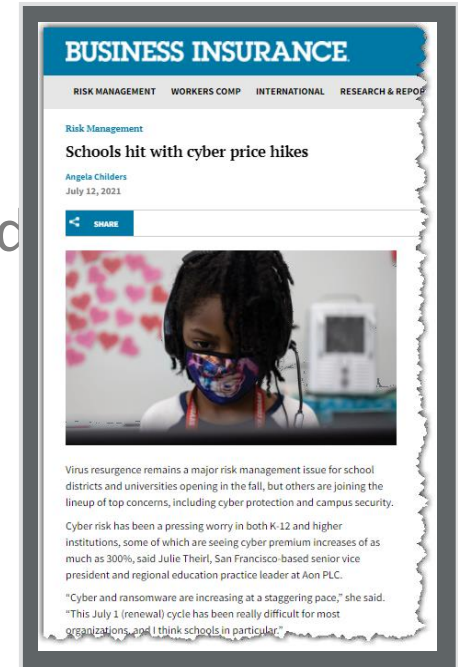 BUSINESS INSURANCE.
RISK MANAGEMENT WORKERS COMP INTERNATIONAL RESEARCH & REPOR
Risk Management
Schools hit with cyber price hikes
Angela Childers
July 12, 2021
SHARE
d
Virus resurgence remains a major risk management issue for school
districts and universities opening in the fall, but others are joining the
lineup of top concerns, including cyber protection and campus security.
Cyber risk has been a pressing worry in both K-12 and higher
institutions, some of which are seeing cyber premium increases of as
much as 300%, said Julie Theirl, San Francisco-based senior vice
president and regional education practice leader at Aon PLC.
“Cyber and ransomware are increasing at a staggering pace,” she said.
“This July 1 (renewal) cycle has been really difficult for most
organizations, and I think schools in particular.”